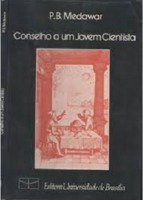 P.B. Medawar
Conselho a um Jovem Cientista
Editora Universidade de Brasília